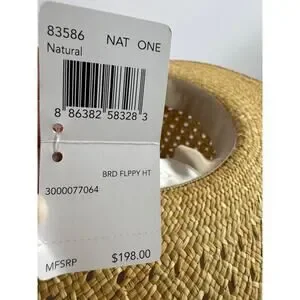 83586 NAT ONE
Natural
8 86382 58328 3
BRD FLPPY HT
3000077064
MFSRP $198.00